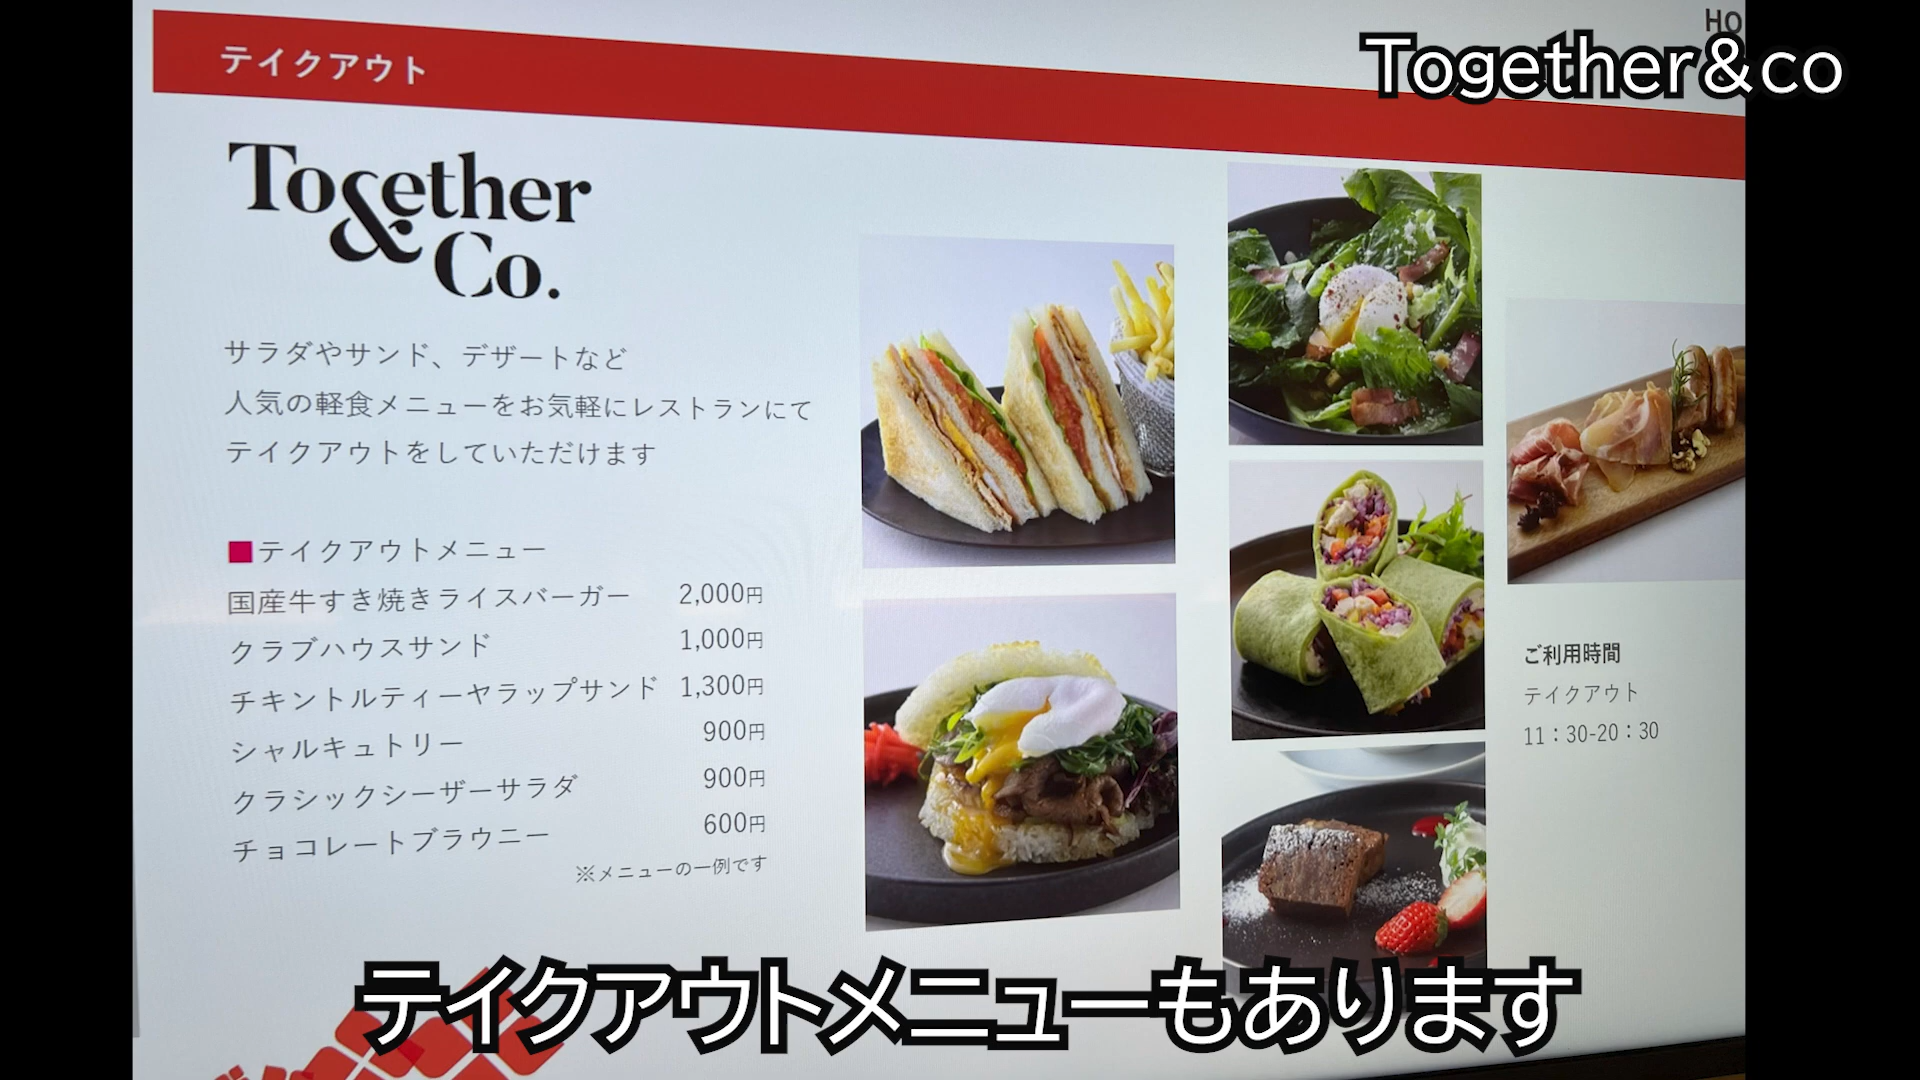 HO
Together&co
テイクアウト
Together
& Co.
サラダやサンド、デザートなど
人気の軽食メニューをお気軽にレストランにて
テイクアウトをしていただけます
■テイクアウトメニュー
国産牛すき焼きライスバーガー 2,000円
クラブハウスサンド 1,000円
チキントルティーヤラップサンド 1,300円
シャルキュトリー 900円
クラシックシーザーサラダ 900円
チョコレートブラウニー 600円
※メニューの一例です
ご利用時間
テイクアウト
11:30-20:30
テイクアウトメニューもあります